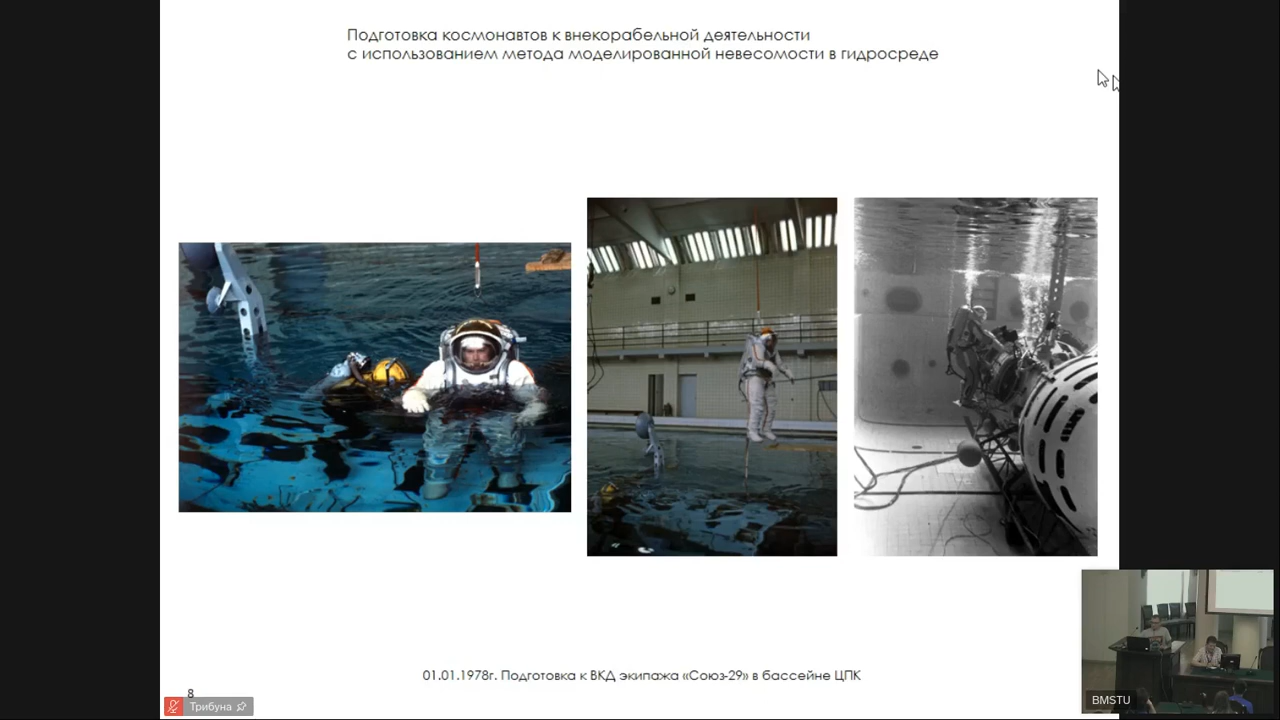 Подготовка космонавтов к внекорабельной деятельности
с использованием метода моделированной невесомости в гидросреде
01.01.1978г. Подготовка к ВКД экипажа «Союз-29» в бассейне ЦПК
8
Трибуна
BMSTU